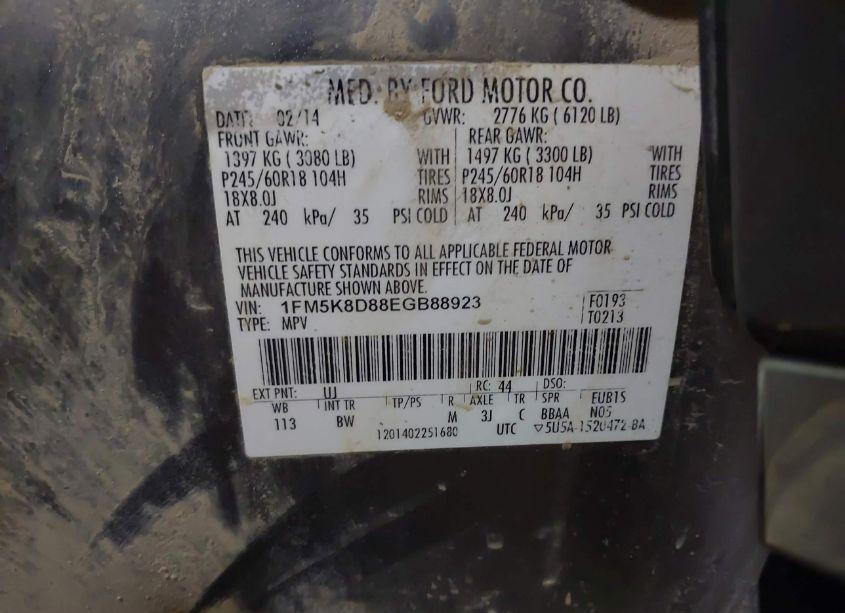 MFD. BY FORD MOTOR CO.
DATE: 02/14 GVWR: 2776 KG ( 6120 LB)
FRONT GAWR: REAR GAWR:
1397 KG ( 3080 LB) WITH 1497 KG ( 3300 LB) WITH
P245/60R18 104H TIRES P245/60R18 104H TIRES
18X8.0J RIMS 18X8.0J RIMS
AT 240 kPa/ 35 PSI COLD AT 240 kPa/ 35 PSI COLD
THIS VEHICLE CONFORMS TO ALL APPLICABLE FEDERAL MOTOR
VEHICLE SAFETY STANDARDS IN EFFECT ON THE DATE OF
MANUFACTURE SHOWN ABOVE.
VIN: 1FM5K8D88EGB88923 F0193
TYPE: MPV T0213
EXT PNT: UJ RC: 44 DSO:
WB INT TR TP/PS R AXLE TR SPR EUB1S
113 BW M 3J C BBAA N05
1201402251680 UTC ▽5U5A-1520472-BA